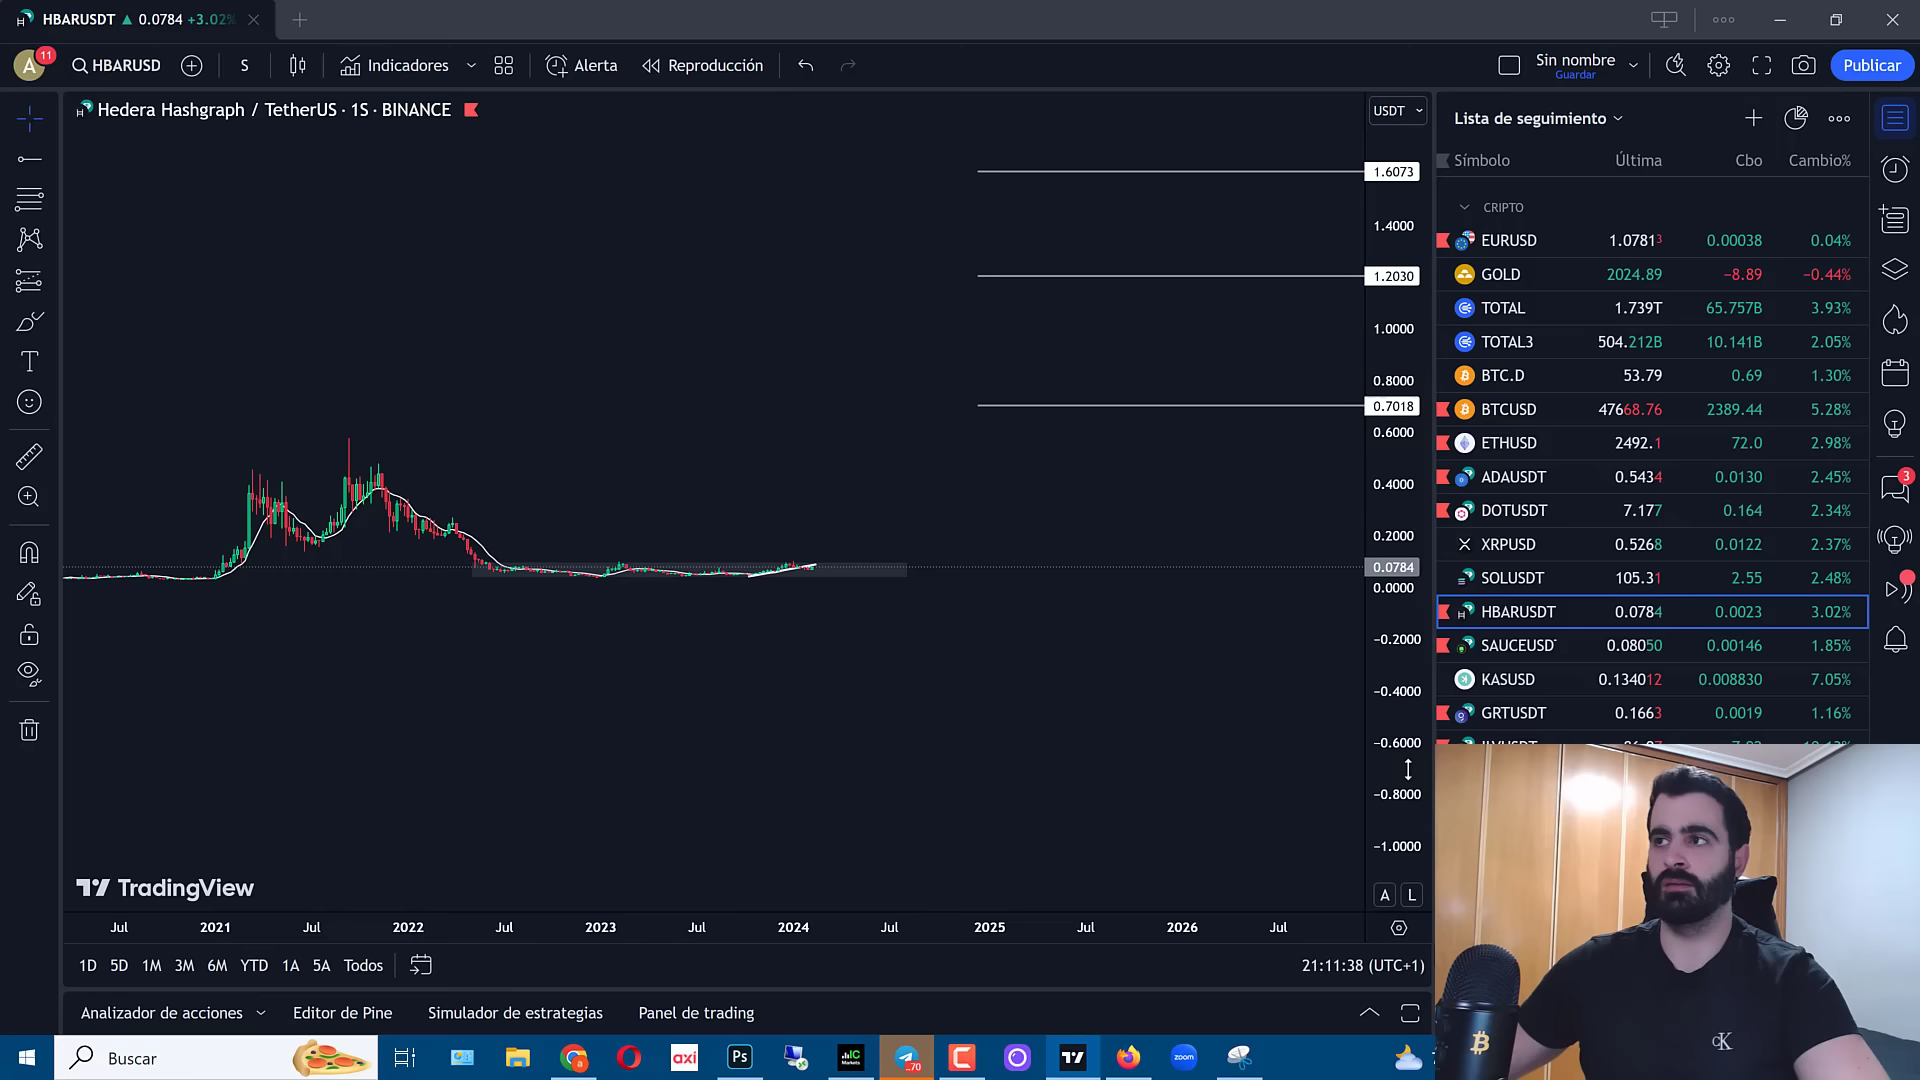 HBARUSDT ▲ 0.0784 +3.02%
A 11 HBARUSD S Indicadores Alerta Reproducción Sin nombre Guardar Publicar
Hedera Hashgraph / TetherUS · 1S · BINANCE
USDT
1.6073
1.4000
1.2030
1.0000
0.8000
0.7018
0.6000
0.4000
0.2000
0.0784
0.0000
−0.2000
−0.4000
−0.6000
−0.8000
−1.0000
A L
TradingView
Jul 2021 Jul 2022 Jul 2023 Jul 2024 Jul 2025 Jul 2026 Jul
1D 5D 1M 3M 6M YTD 1A 5A Todos
21:11:38 (UTC+1)
Analizador de acciones Editor de Pine Simulador de estrategias Panel de trading
Lista de seguimiento
Símbolo Última Cbo Cambio%
CRIPTO
EURUSD 1.07813 0.00038 0.04%
GOLD 2024.89 −8.89 −0.44%
TOTAL 1.739T 65.757B 3.93%
TOTAL3 504.212B 10.141B 2.05%
BTC.D 53.79 0.69 1.30%
BTCUSD 47668.76 2389.44 5.28%
ETHUSD 2492.1 72.0 2.98%
ADAUSDT 0.5434 0.0130 2.45%
DOTUSDT 7.177 0.164 2.34%
XRPUSD 0.5268 0.0122 2.37%
SOLUSDT 105.31 2.55 2.48%
HBARUSDT 0.0784 0.0023 3.02%
SAUCEUSD 0.08050 0.00146 1.85%
KASUSD 0.134012 0.008830 7.05%
GRTUSDT 0.1663 0.0019 1.16%
3
cK
Buscar
axi
Ps
IC Markets
70
zoom